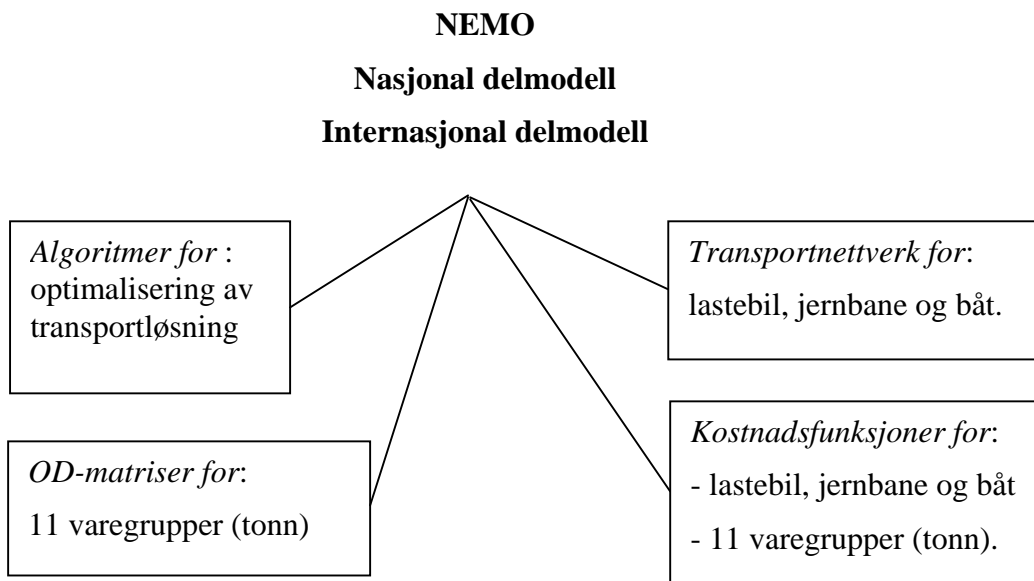 NEMO
Nasjonal delmodell
Internasjonal delmodell
Algoritmer for :
optimalisering av
transportløsning
Transportnettverk for:
lastebil, jernbane og båt.
OD-matriser for:
11 varegrupper (tonn)
Kostnadsfunksjoner for:
- lastebil, jernbane og båt
- 11 varegrupper (tonn).